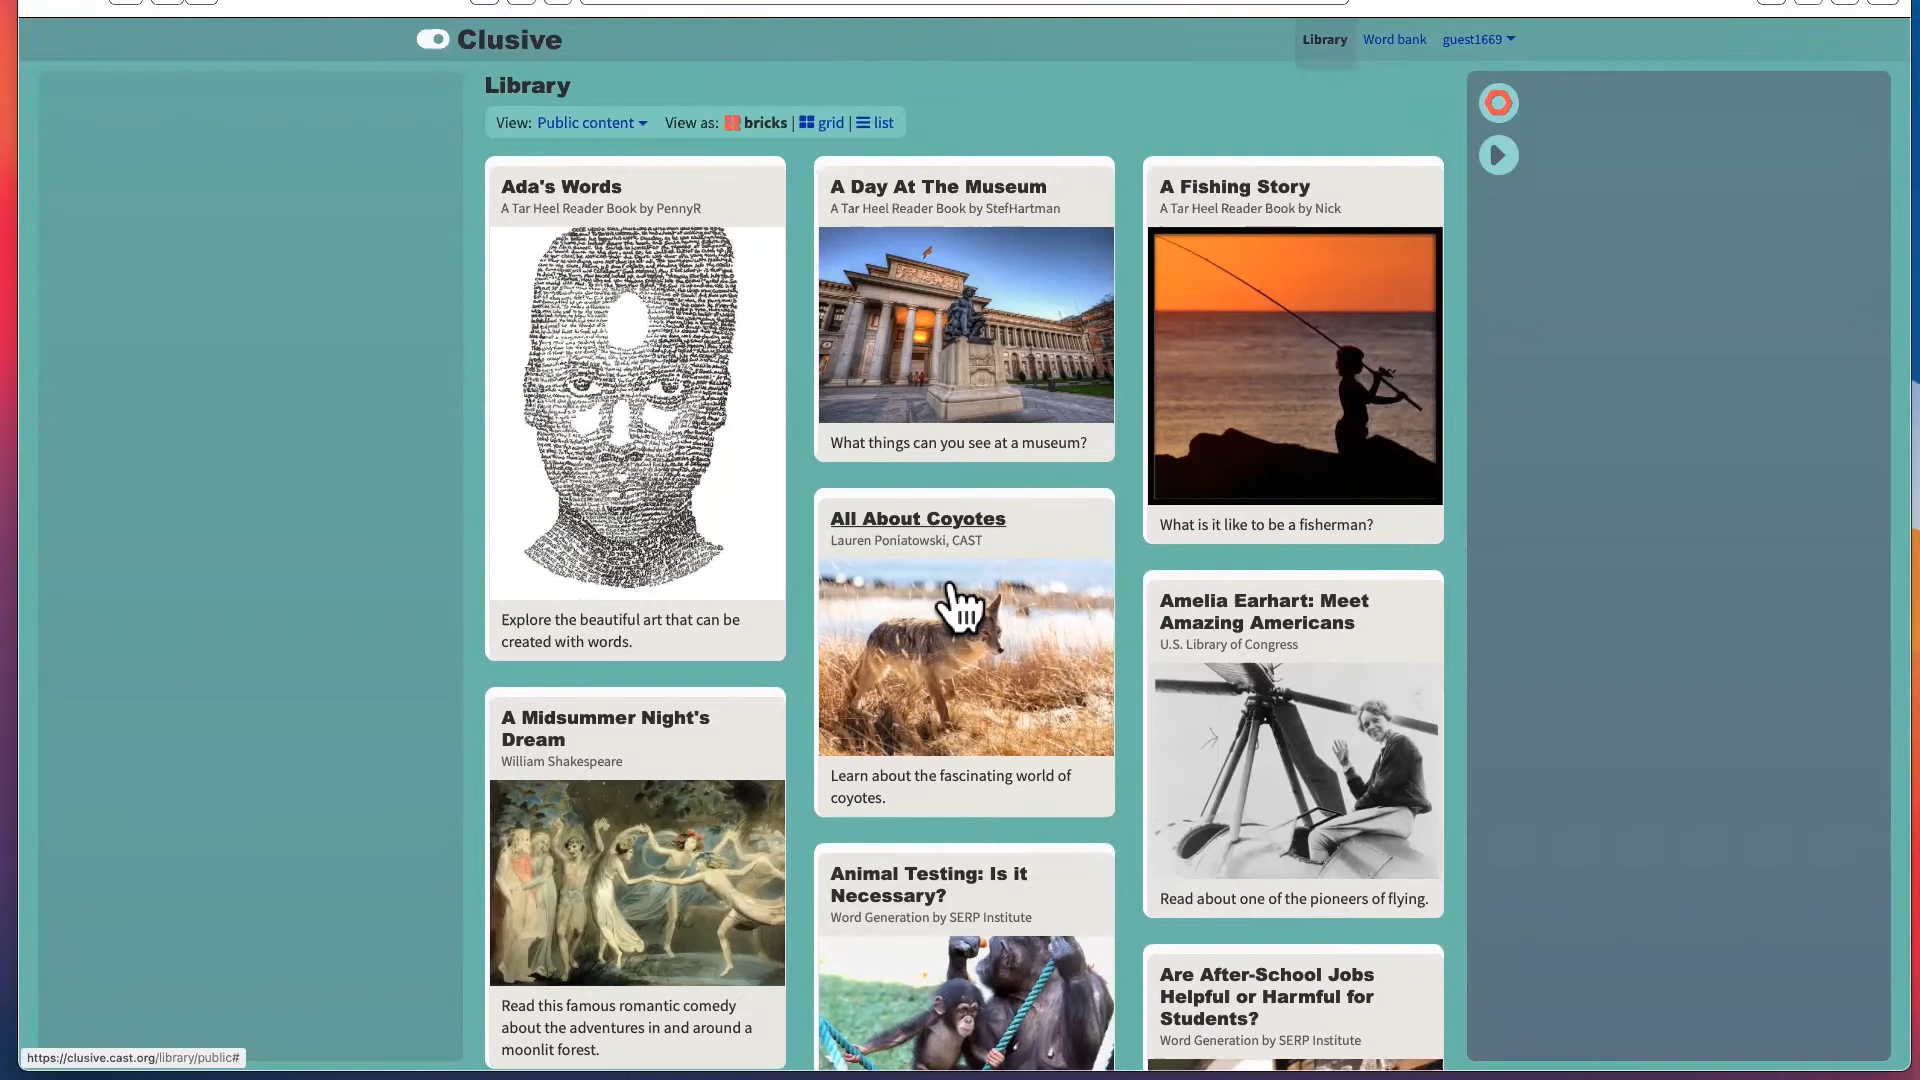 Clusive
Library
Word bank
guest1669
Library
View: Public content
View as: bricks | grid | list
Ada's Words
A Tar Heel Reader Book by PennyR
Explore the beautiful art that can be
created with words.
A Midsummer Night's
Dream
William Shakespeare
Read this famous romantic comedy
about the adventures in and around a
moonlit forest.
A Day At The Museum
A Tar Heel Reader Book by StefHartman
What things can you see at a museum?
All About Coyotes
Lauren Poniatowski, CAST
Learn about the fascinating world of
coyotes.
Animal Testing: Is it
Necessary?
Word Generation by SERP Institute
A Fishing Story
A Tar Heel Reader Book by Nick
What is it like to be a fisherman?
Amelia Earhart: Meet
Amazing Americans
U.S. Library of Congress
Read about one of the pioneers of flying.
Are After-School Jobs
Helpful or Harmful for
Students?
Word Generation by SERP Institute
https://clusive.cast.org/library/public#